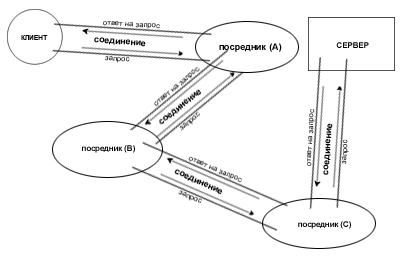 КЛИЕНТ
ответ на запрос
соединение
запрос
посредник (A)
СЕРВЕР
ответ на запрос
соединение
запрос
посредник (B)
ответ на запрос
соединение
запрос
ответ на запрос
соединение
запрос
посредник (C)